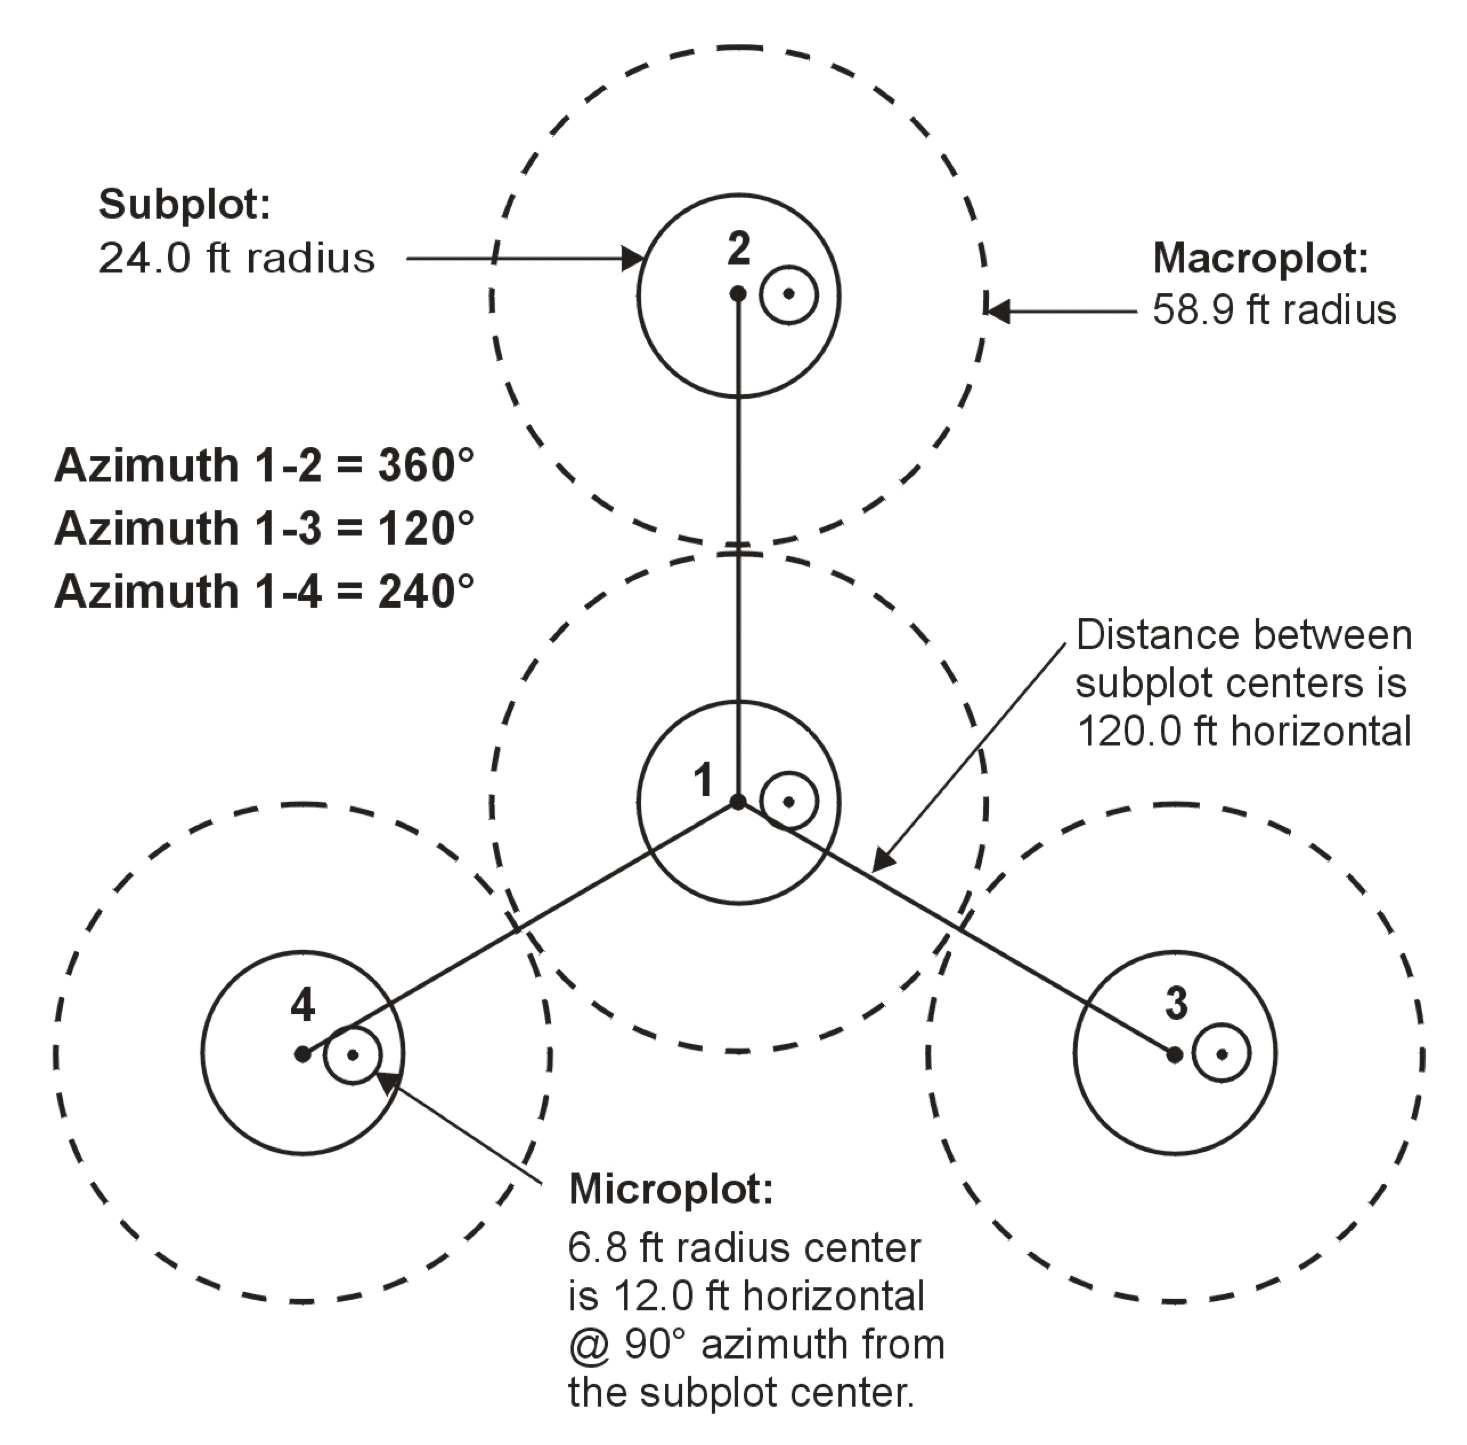 Subplot:
24.0 ft radius
2
Macroplot:
58.9 ft radius
Azimuth 1-2 = 360°
Azimuth 1-3 = 120°
Azimuth 1-4 = 240°
Distance between
subplot centers is
120.0 ft horizontal
1
4
3
Microplot:
6.8 ft radius center
is 12.0 ft horizontal
@ 90° azimuth from
the subplot center.